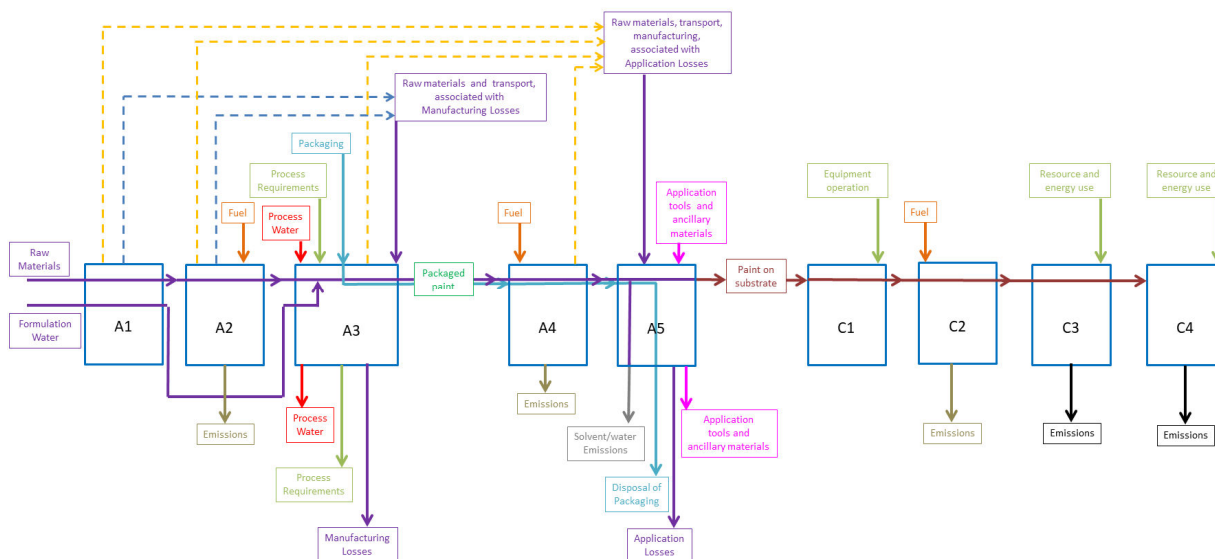 Raw materials, transport,
manufacturing,
associated with
Application Losses
Raw materials and transport,
associated with
Manufacturing Losses
Packaging
Process
Requirements
Fuel
Process
Water
Fuel
Application
tools and
ancillary
materials
Equipment
operation
Fuel
Resource and
energy use
Resource and
energy use
Raw
Materials
Formulation
Water
Packaged
paint
Paint on
substrate
A1
A2
A3
A4
A5
C1
C2
C3
C4
Emissions
Process
Water
Process
Requirements
Manufacturing
Losses
Emissions
Solvent/water
Emissions
Disposal of
Packaging
Application
Losses
Application
tools and
ancillary materials
Emissions
Emissions
Emissions